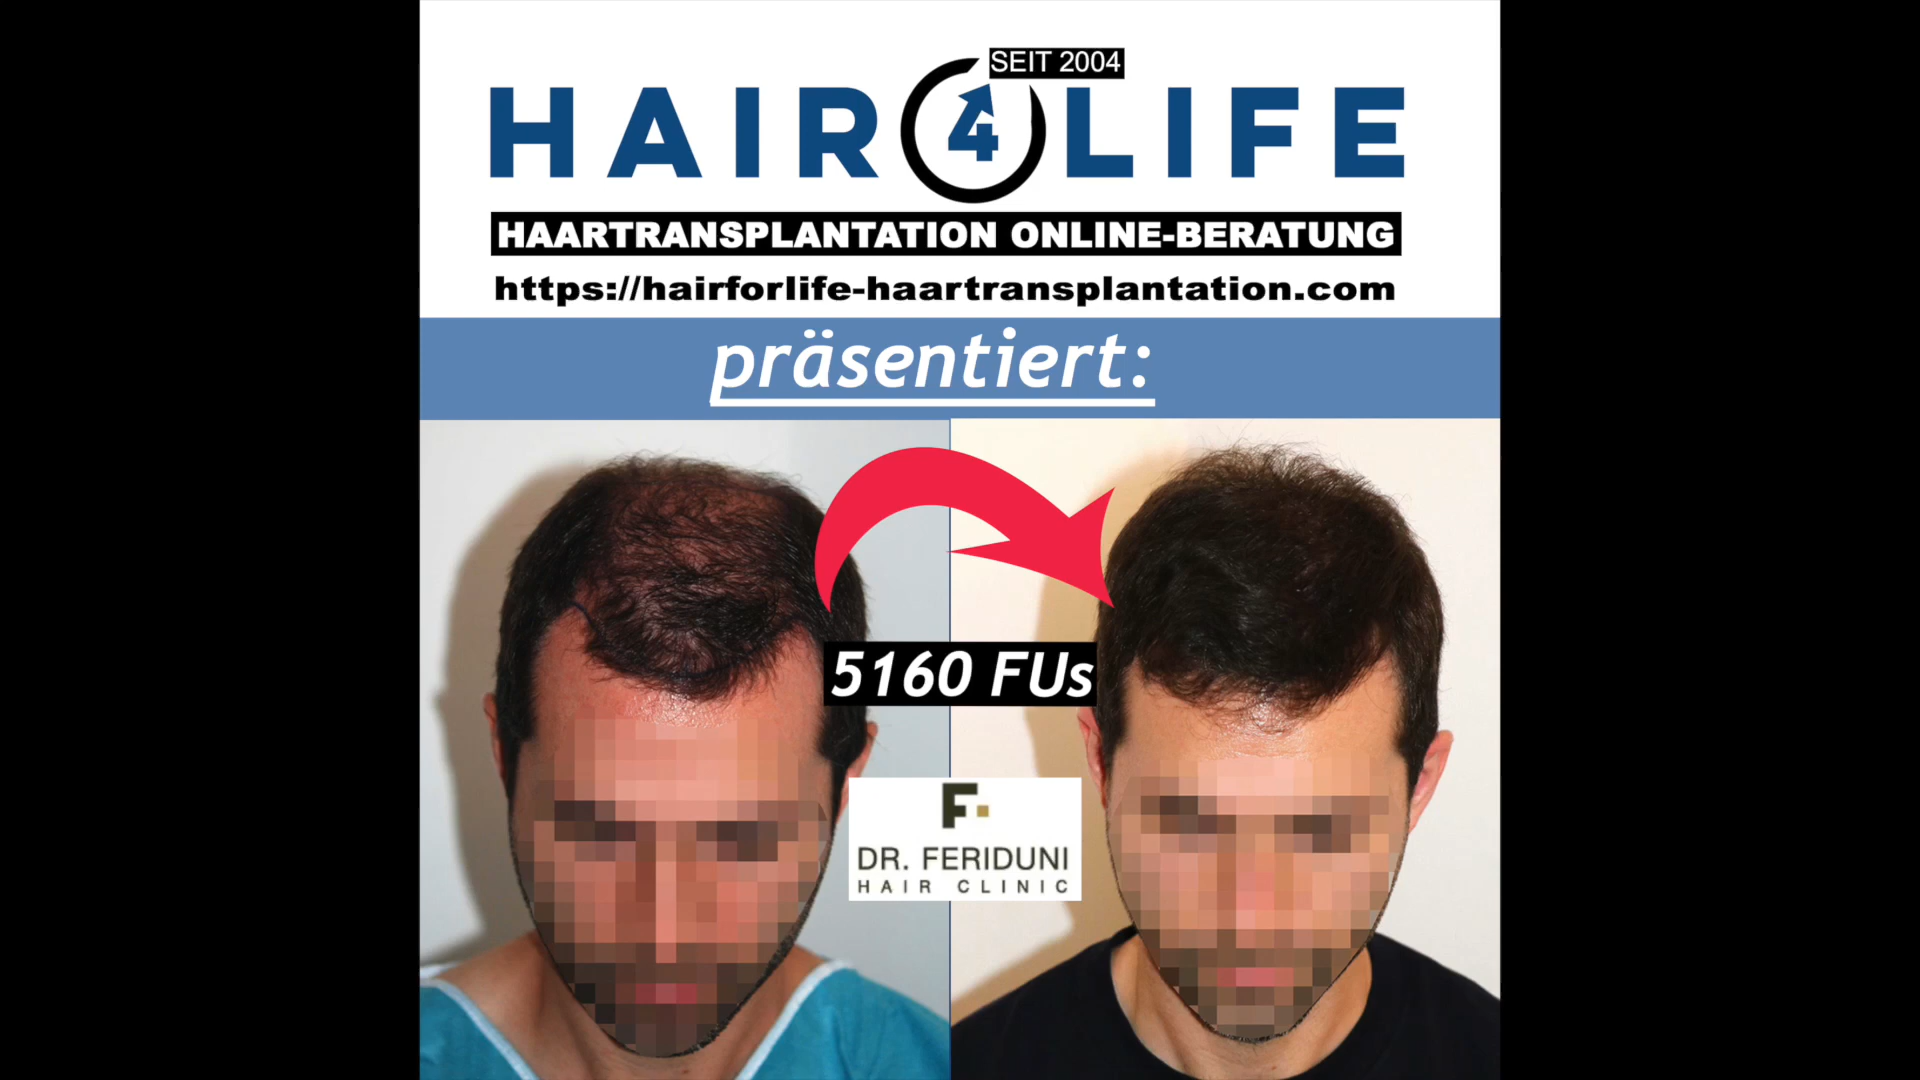 SEIT 2004
HAIR 4 LIFE
HAARTRANSPLANTATION ONLINE-BERATUNG
https://hairforlife-haartransplantation.com
präsentiert:
5160 FUs
F.
DR. FERIDUNI
HAIR CLINIC